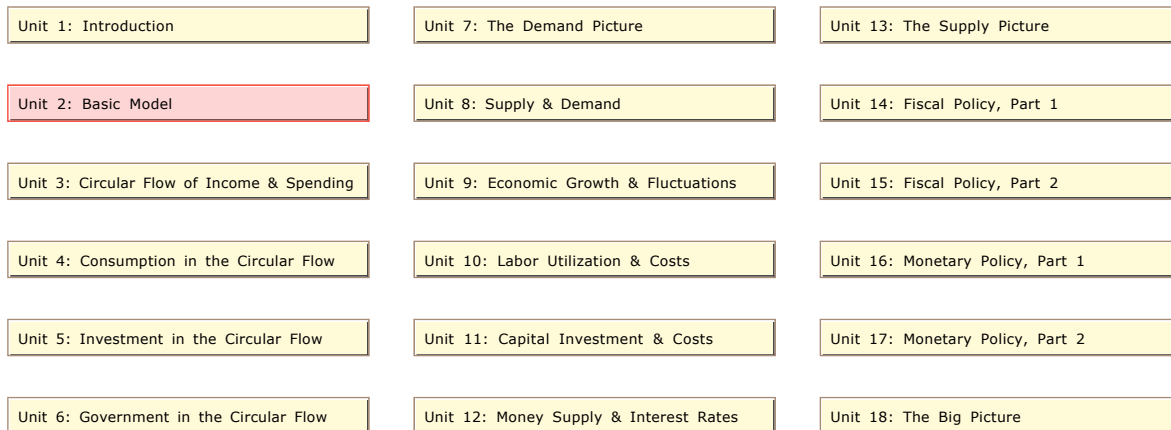 Unit 1: Introduction
Unit 2: Basic Model
Unit 3: Circular Flow of Income & Spending
Unit 4: Consumption in the Circular Flow
Unit 5: Investment in the Circular Flow
Unit 6: Government in the Circular Flow
Unit 7: The Demand Picture
Unit 8: Supply & Demand
Unit 9: Economic Growth & Fluctuations
Unit 10: Labor Utilization & Costs
Unit 11: Capital Investment & Costs
Unit 12: Money Supply & Interest Rates
Unit 13: The Supply Picture
Unit 14: Fiscal Policy, Part 1
Unit 15: Fiscal Policy, Part 2
Unit 16: Monetary Policy, Part 1
Unit 17: Monetary Policy, Part 2
Unit 18: The Big Picture